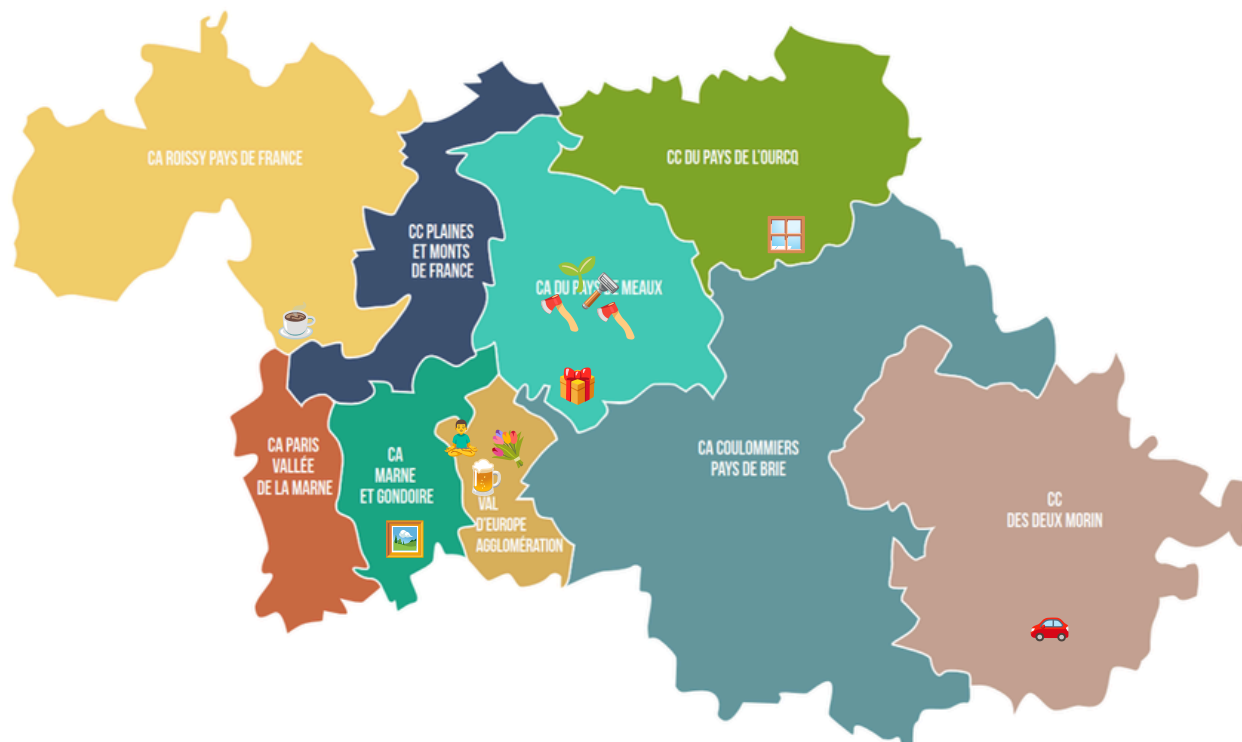 CA ROISSY PAYS DE FRANCE
CC DU PAYS DE L'OURCQ
CC PLAINES
ET MONTS
DE FRANCE
CA DU PAYS DE MEAUX
CA PARIS
VALLÉE
DE LA MARNE
CA
MARNE
ET GONDOIRE
VAL
D'EUROPE
AGGLOMÉRATION
CA COULOMMIERS
PAYS DE BRIE
CC
DES DEUX MORIN